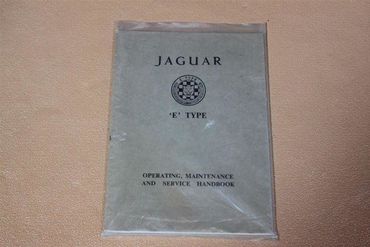 JAGUAR
'E' TYPE
OPERATING, MAINTENANCE
AND SERVICE HANDBOOK